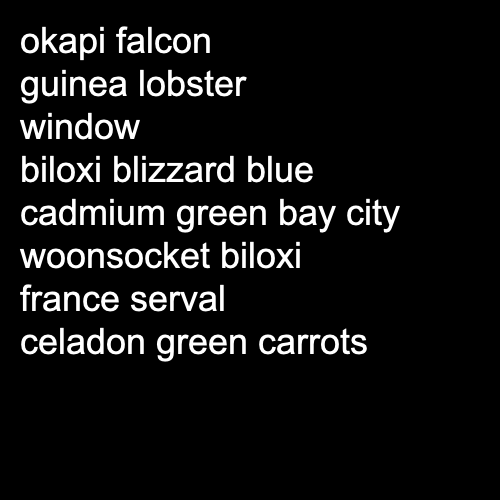 okapi falcon
guinea lobster
window
biloxi blizzard blue
cadmium green bay city
woonsocket biloxi
france serval
celadon green carrots